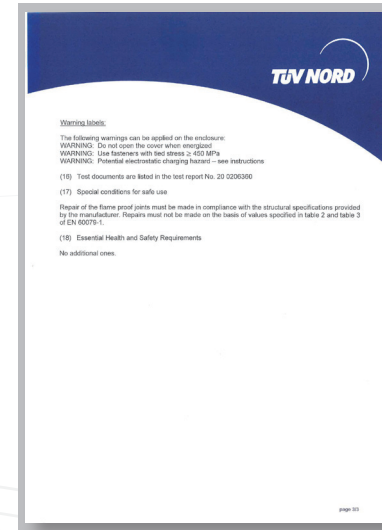 TÜV NORD
Warning labels:
The following warnings can be applied on the enclosure:
WARNING: Do not open the cover when energized
WARNING: Use fasteners with tied stress ≥ 450 MPa
WARNING: Potential electrostatic charging hazard – see instructions
(16) Test documents are listed in the test report No. 20 0206360
(17) Special conditions for safe use
Repair of the flame proof joints must be made in compliance with the structural specifications provided
by the manufacturer. Repairs must not be made on the basis of values specified in table 2 and table 3
of EN 60079-1.
(18) Essential Health and Safety Requirements
No additional ones.
page 3/3